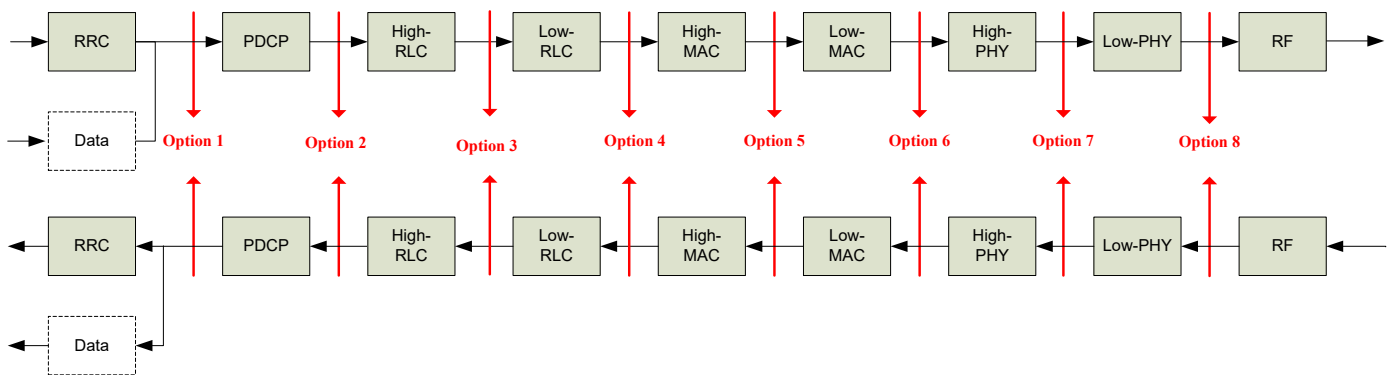 RRC
PDCP
High-
RLC
Low-
RLC
High-
MAC
Low-
MAC
High-
PHY
Low-PHY
RF
Data
Option 1
Option 2
Option 3
Option 4
Option 5
Option 6
Option 7
Option 8
RRC
PDCP
High-
RLC
Low-
RLC
High-
MAC
Low-
MAC
High-
PHY
Low-PHY
RF
Data